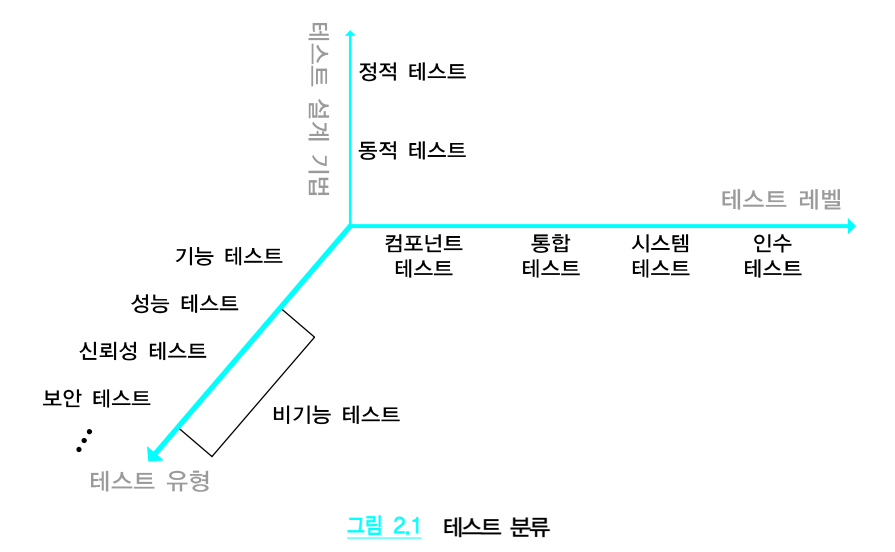 테스트 설계 기법
정적 테스트
동적 테스트
테스트 레벨
컴포넌트
테스트
통합
테스트
시스템
테스트
인수
테스트
기능 테스트
성능 테스트
신뢰성 테스트
보안 테스트
비기능 테스트
테스트 유형
그림 2.1 테스트 분류